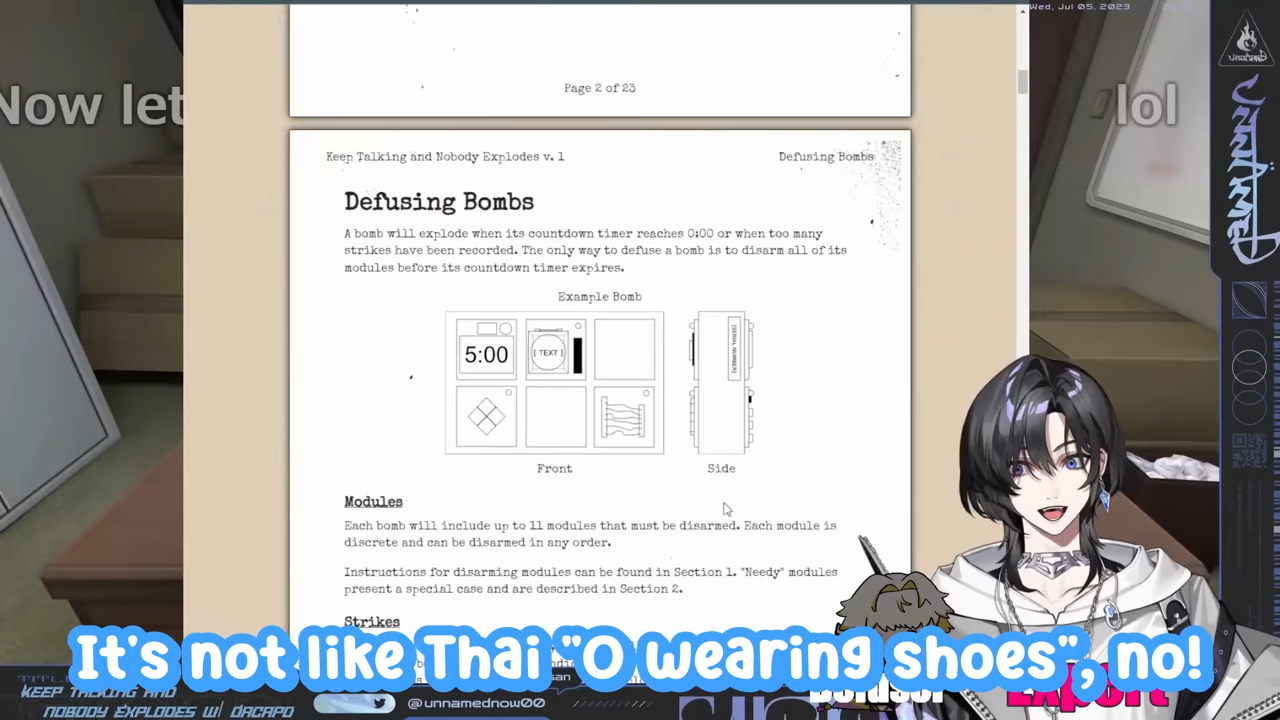 Wed, Jul 05, 2023
Page 2 of 23
Now let
lol
Keep Talking and Nobody Explodes v. 1
Defusing Bombs
Defusing Bombs
A bomb will explode when its countdown timer reaches 0:00 or when too many
strikes have been recorded. The only way to defuse a bomb is to disarm all of its
modules before its countdown timer expires.
Example Bomb
5:00
[TEXT]
[SERIAL NUMBER]
Front
Side
Modules
Each bomb will include up to 11 modules that must be disarmed. Each module is
discrete and can be disarmed in any order.
Instructions for disarming modules can be found in Section 1. "Needy" modules
present a special case and are described in Section 2.
Strikes
It's not like Thai "O wearing shoes", no!
KEEP TALKING AND
NOBODY EXPLODES W/ DACAPO
@unnamednow00
Export